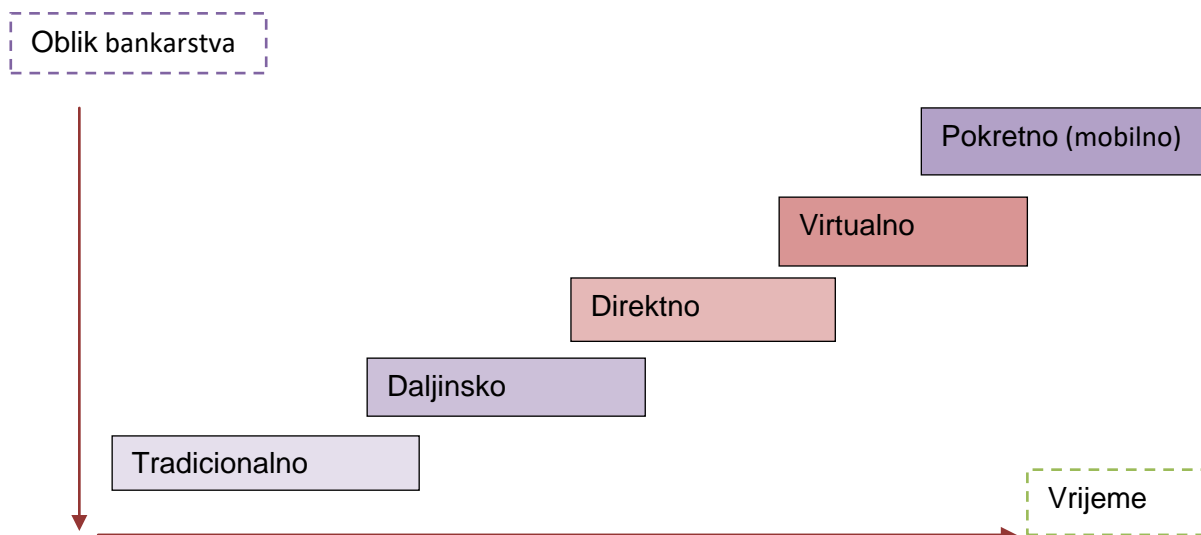 Oblik bankarstva
Pokretno (mobilno)
Virtualno
Direktno
Daljinsko
Tradicionalno
Vrijeme